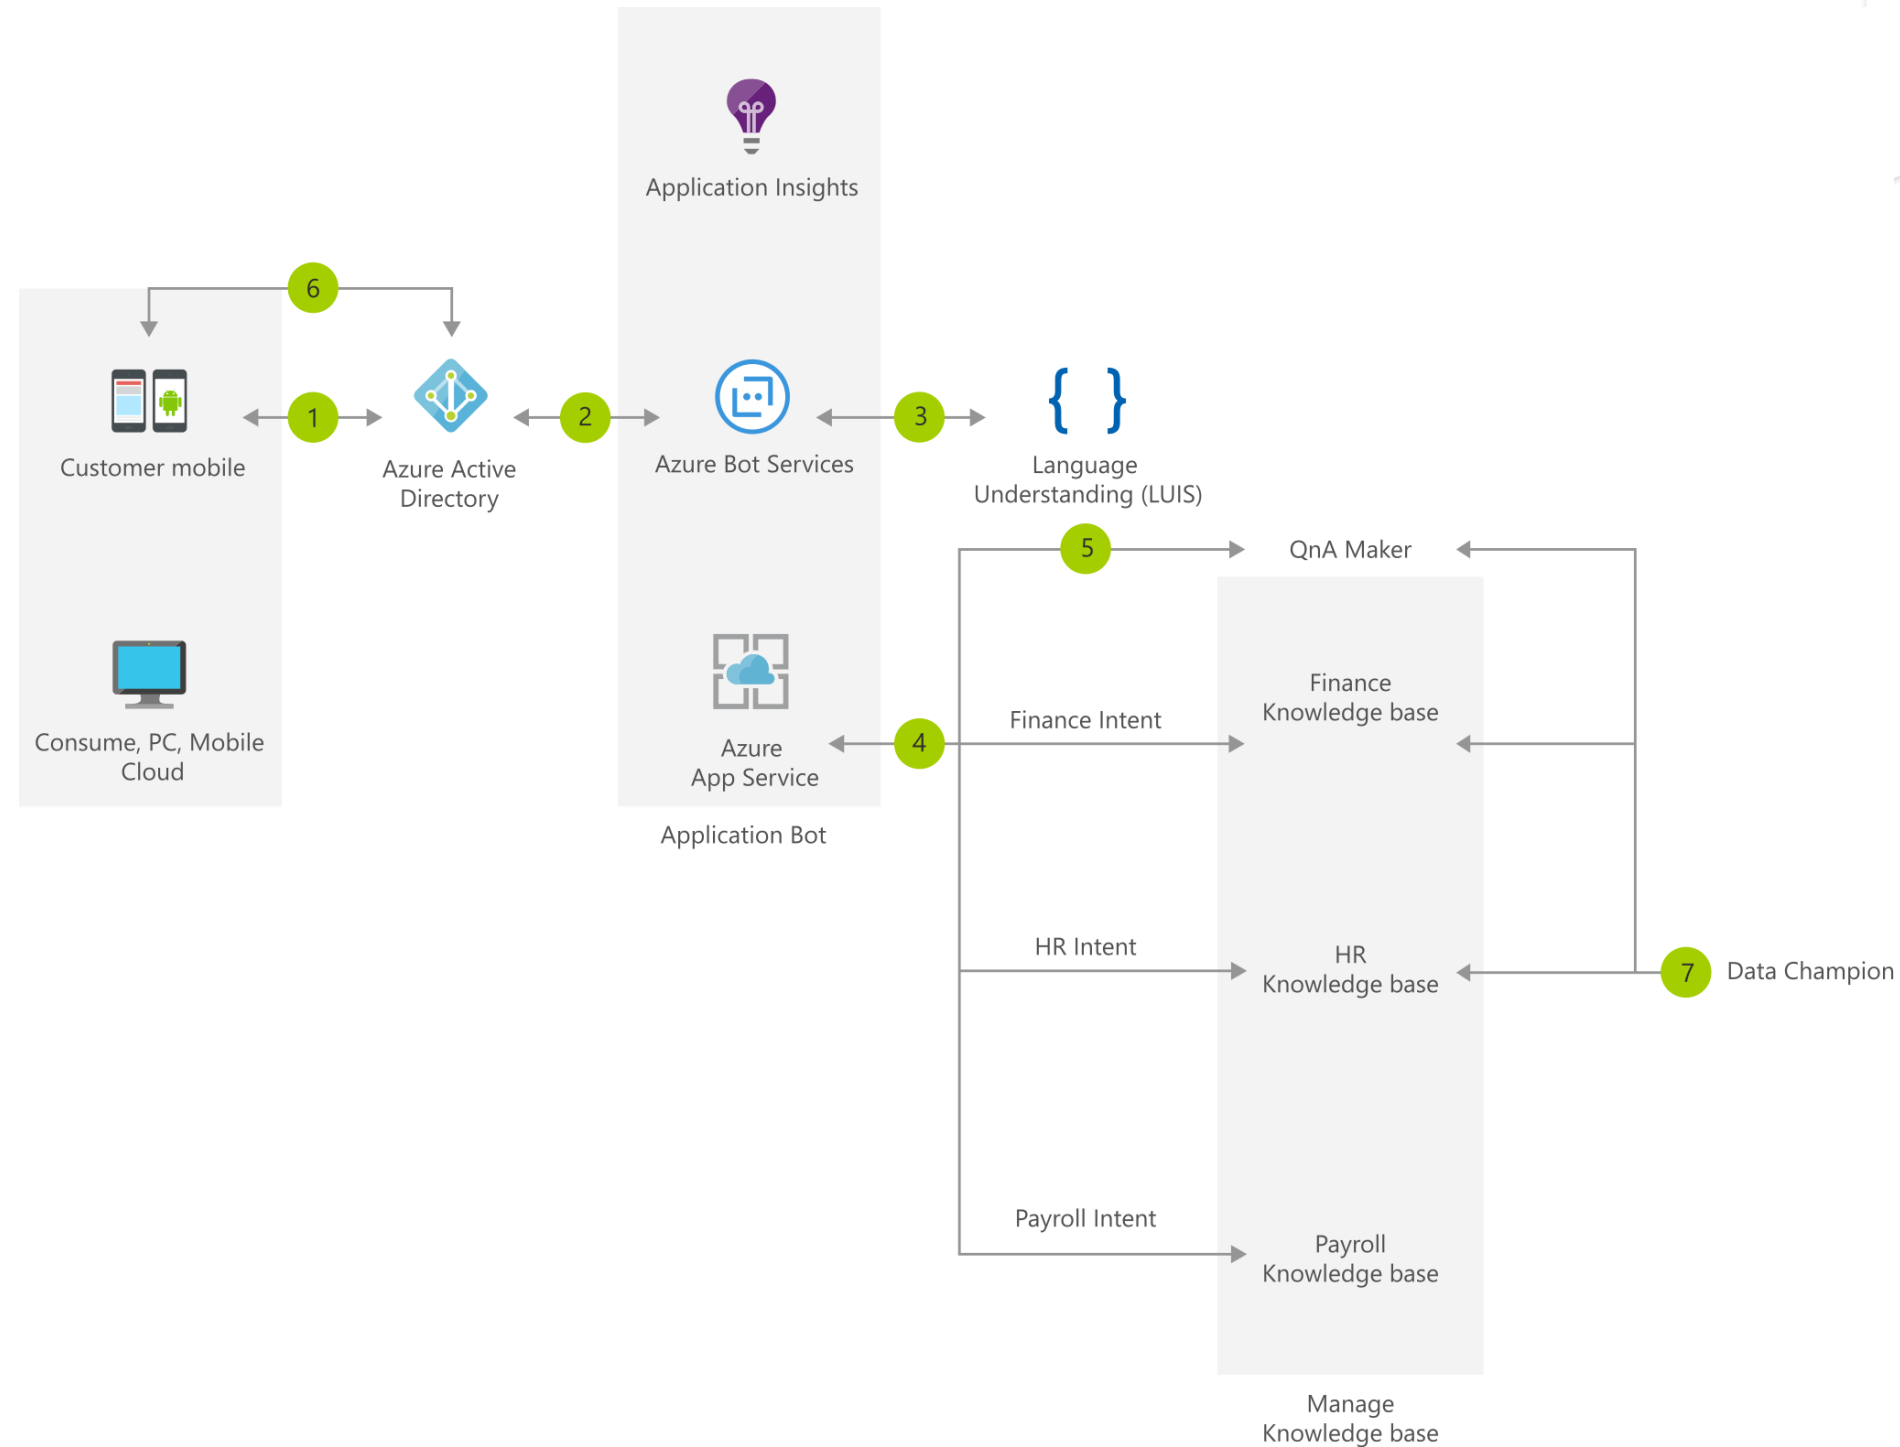 Application Insights
6
1
Customer mobile
Azure Active
Directory
2
Azure Bot Services
3
{ }
Language
Understanding (LUIS)
5
QnA Maker
Consume, PC, Mobile
Cloud
Azure
App Service
Application Bot
4
Finance Intent
Finance
Knowledge base
HR Intent
HR
Knowledge base
7
Data Champion
Payroll Intent
Payroll
Knowledge base
Manage
Knowledge base